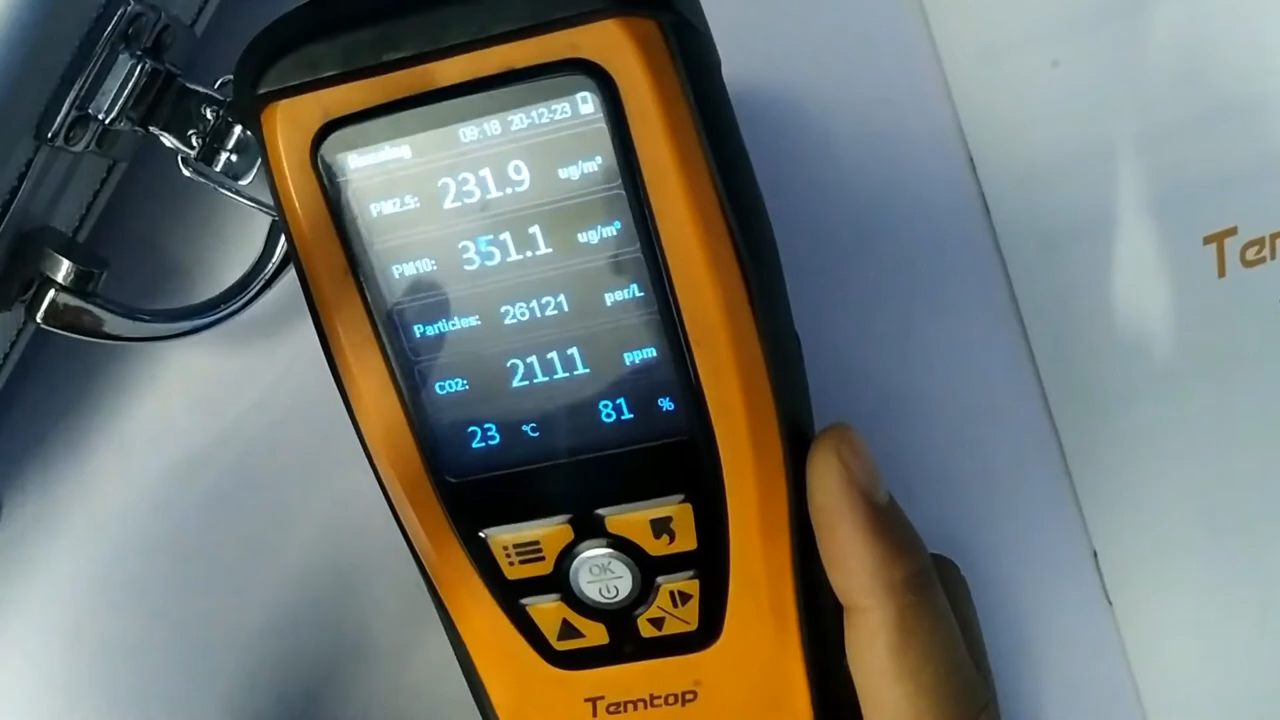 09:18 20-12-23
Running
PM2.5: 231.9 ug/m³
PM10: 351.1 ug/m³
Particles: 26121 per/L
CO2: 2111 ppm
23 ℃ 81 %
OK
Temtop
Tem